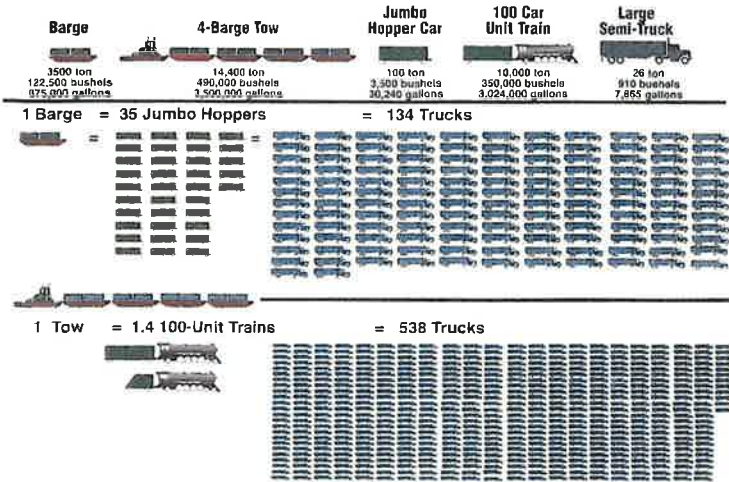 Barge
3500 ton
122,500 bushels
875,000 gallons
4-Barge Tow
14,400 ton
490,000 bushels
3,500,000 gallons
Jumbo
Hopper Car
100 ton
3,500 bushels
30,240 gallons
100 Car
Unit Train
10,000 ton
350,000 bushels
3,024,000 gallons
Large
Semi-Truck
26 ton
910 bushels
7,865 gallons
1 Barge = 35 Jumbo Hoppers = 134 Trucks
= =
1 Tow = 1.4 100-Unit Trains = 538 Trucks